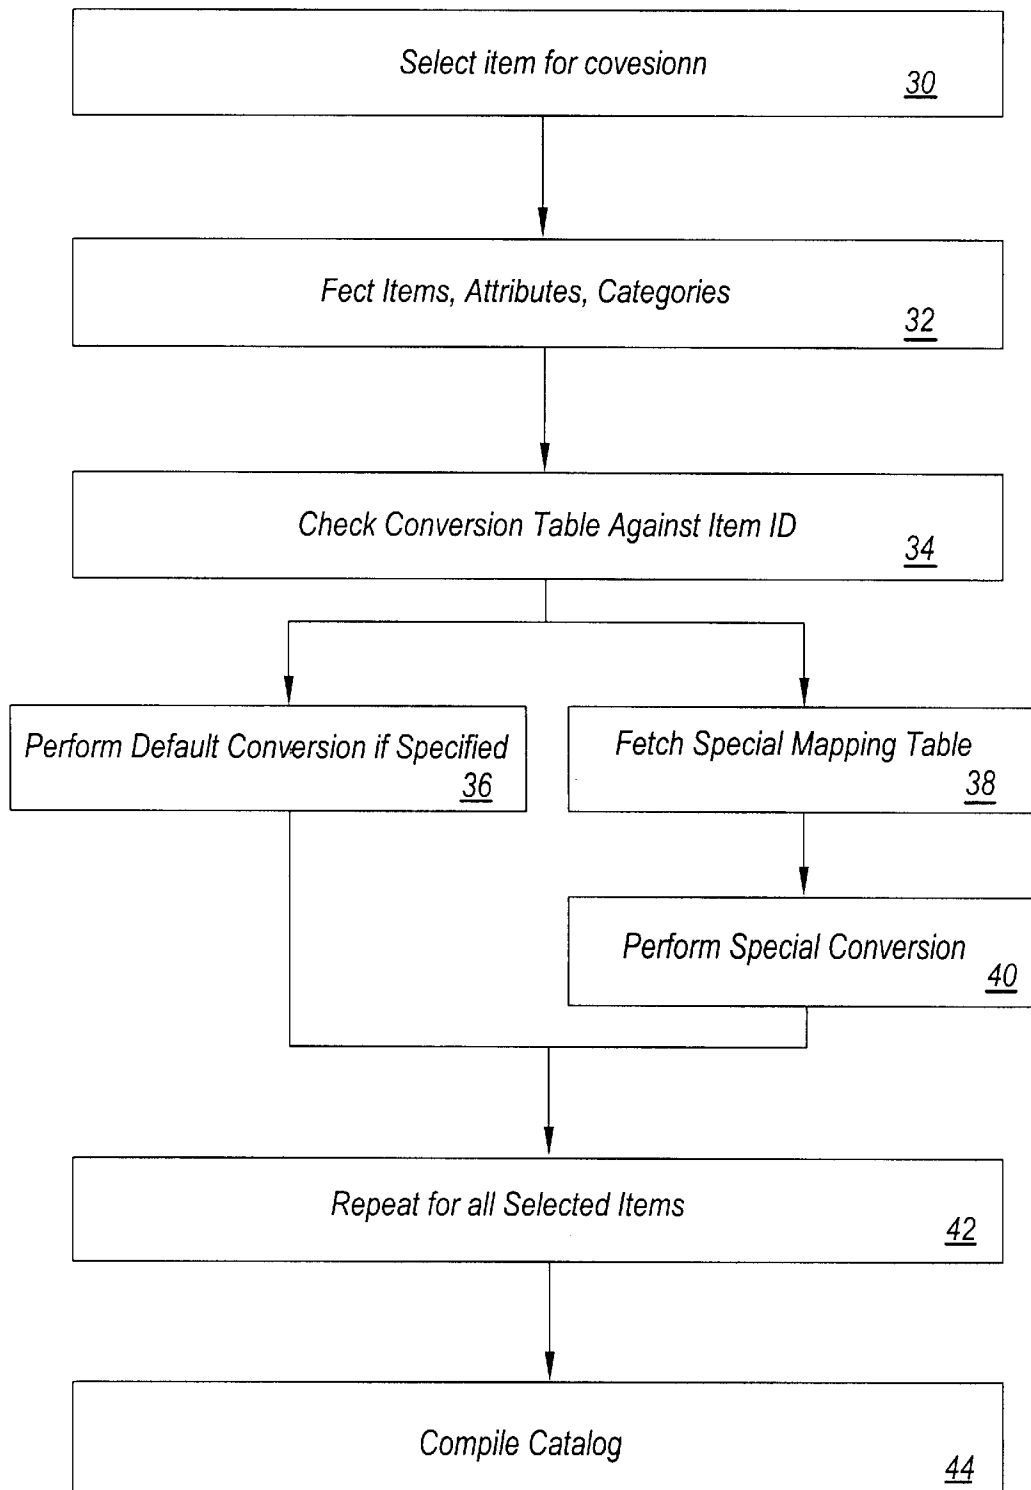 Select item for covesionn
30
Fect Items, Attributes, Categories
32
Check Conversion Table Against Item ID
34
Perform Default Conversion if Specified
36
Fetch Special Mapping Table
38
Perform Special Conversion
40
Repeat for all Selected Items
42
Compile Catalog
44